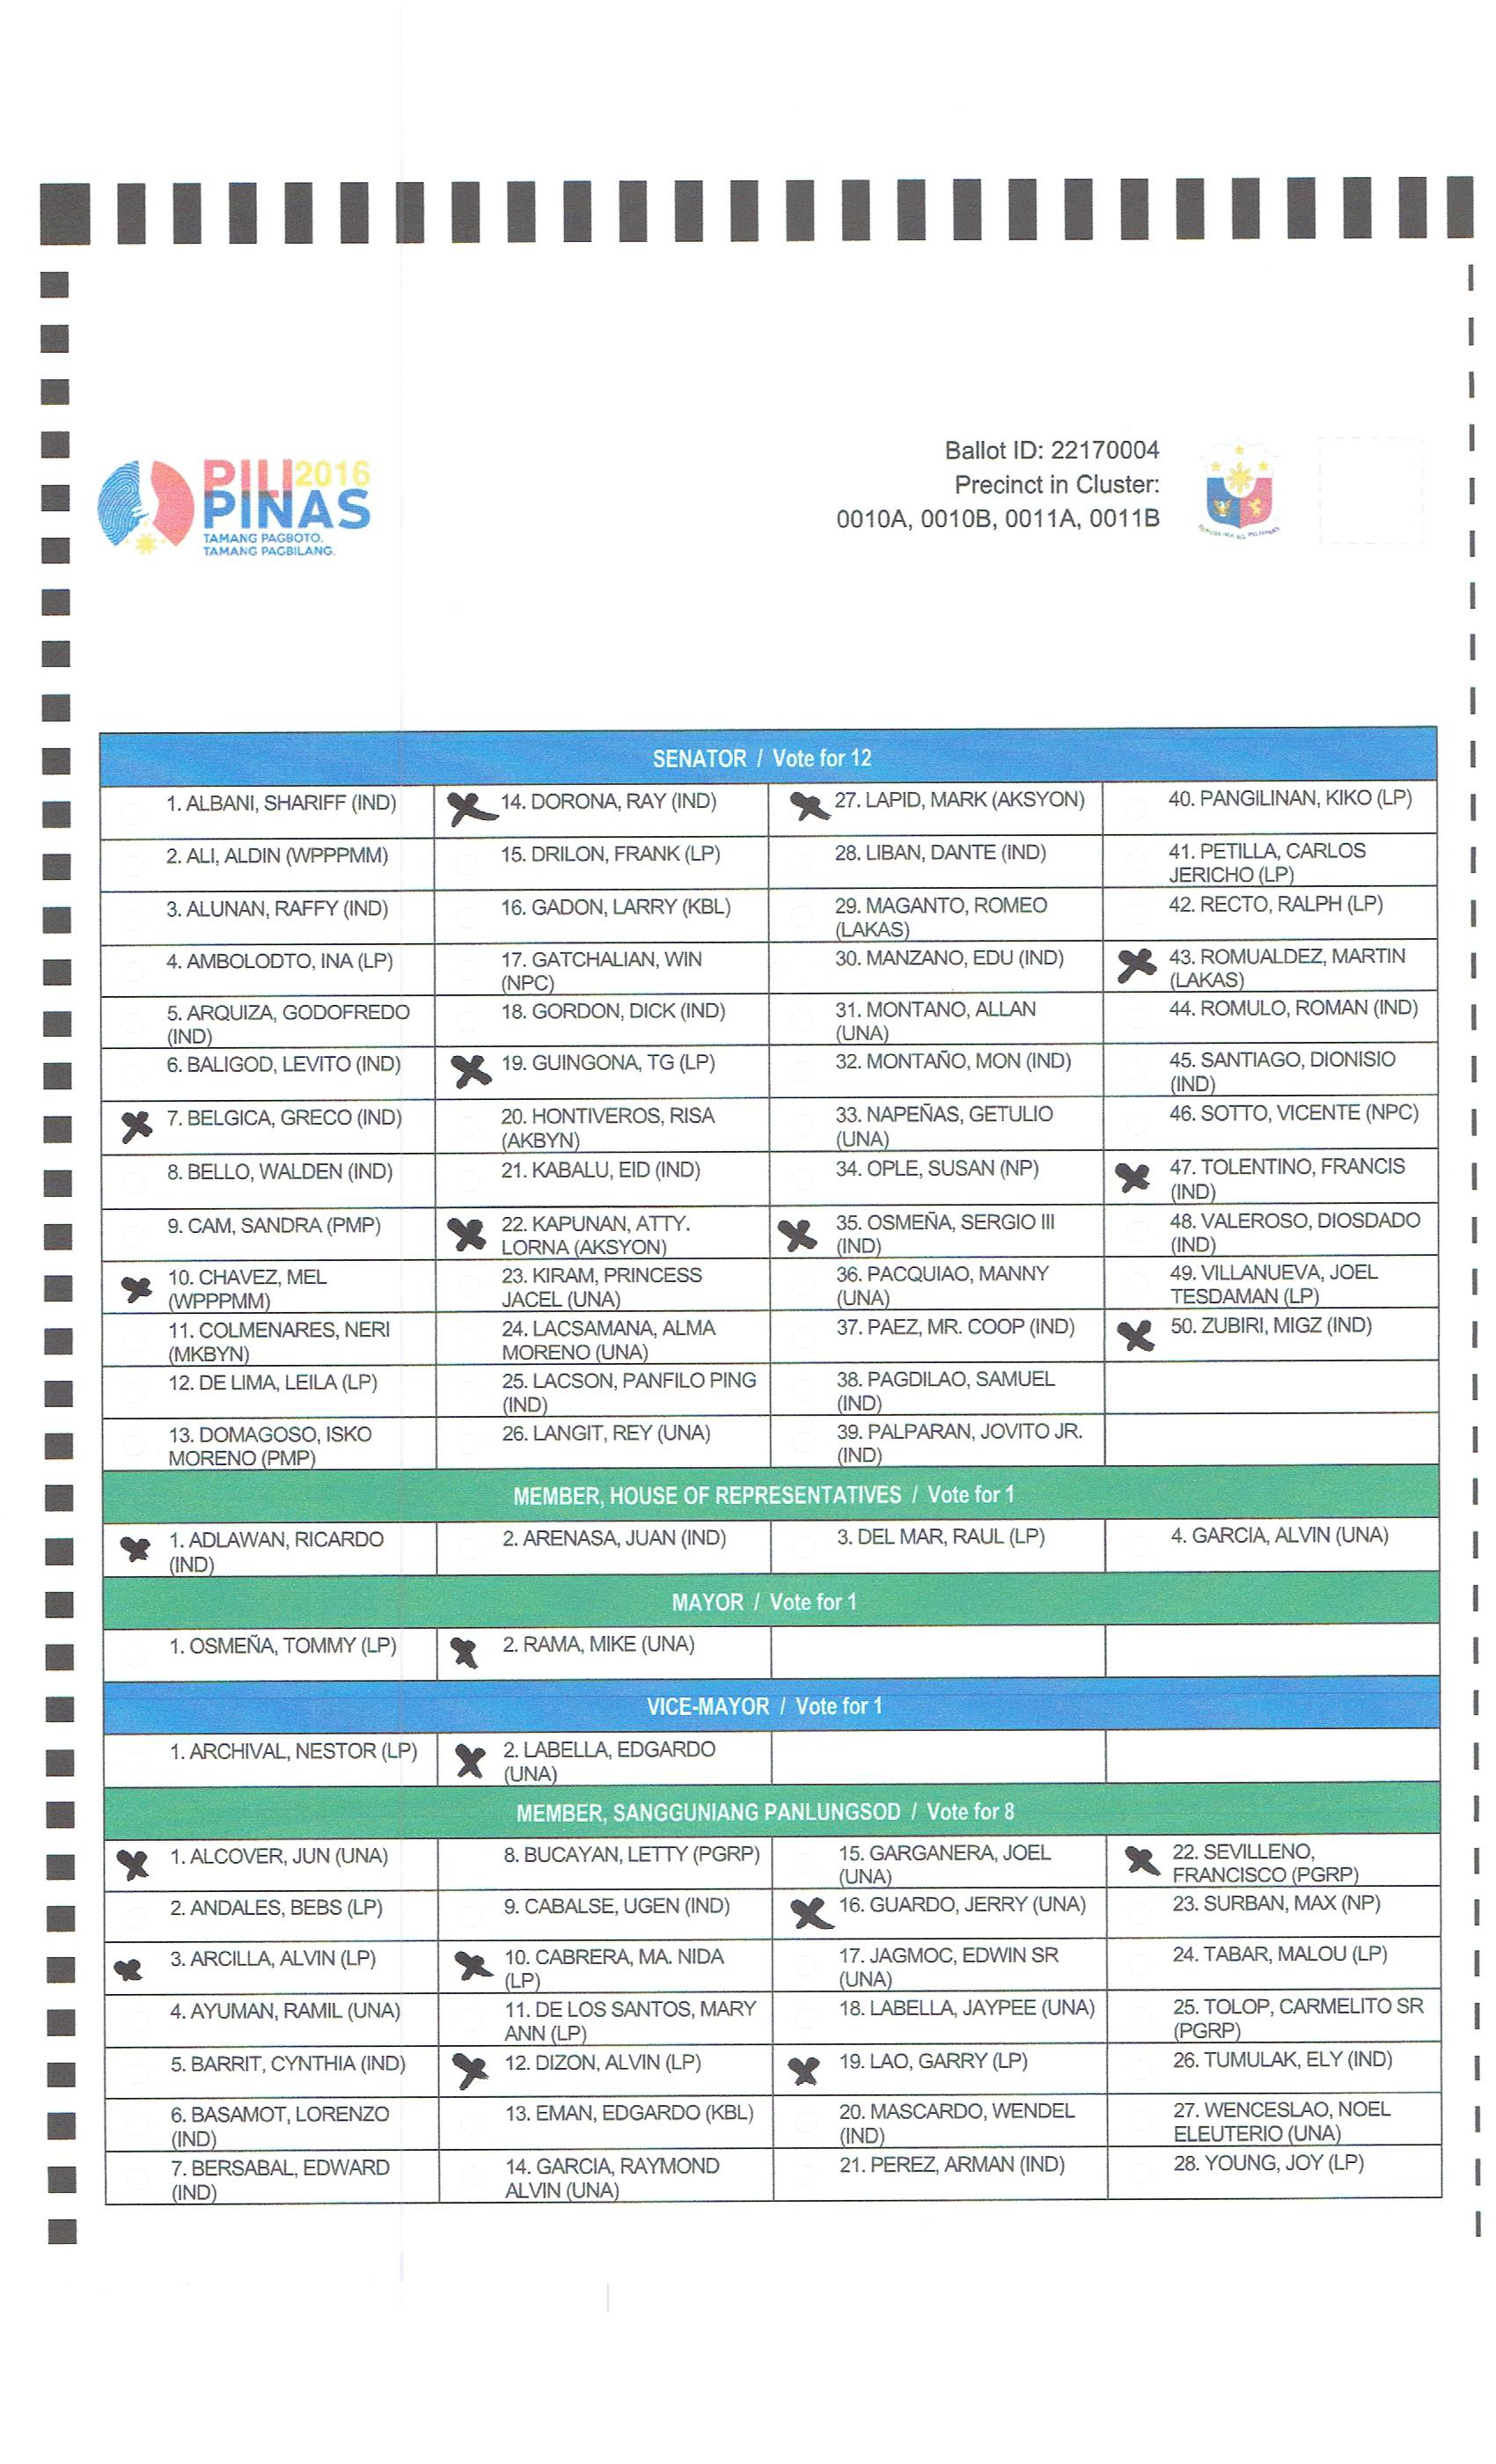 PILI2016
PINAS
TAMANG PAGBOTO.
TAMANG PAGBILANG.
Ballot ID: 22170004
Precinct in Cluster:
0010A, 0010B, 0011A, 0011B
REPUBLIKA NG PILIPINAS
SENATOR / Vote for 12
1. ALBANI, SHARIFF (IND)
14. DORONA, RAY (IND)
27. LAPID, MARK (AKSYON)
40. PANGILINAN, KIKO (LP)
2. ALI, ALDIN (WPPPMM)
15. DRILON, FRANK (LP)
28. LIBAN, DANTE (IND)
41. PETILLA, CARLOS
JERICHO (LP)
3. ALUNAN, RAFFY (IND)
16. GADON, LARRY (KBL)
29. MAGANTO, ROMEO
(LAKAS)
42. RECTO, RALPH (LP)
4. AMBOLODTO, INA (LP)
17. GATCHALIAN, WIN
(NPC)
30. MANZANO, EDU (IND)
43. ROMUALDEZ, MARTIN
(LAKAS)
5. ARQUIZA, GODOFREDO
(IND)
18. GORDON, DICK (IND)
31. MONTANO, ALLAN
(UNA)
44. ROMULO, ROMAN (IND)
6. BALIGOD, LEVITO (IND)
19. GUINGONA, TG (LP)
32. MONTAÑO, MON (IND)
45. SANTIAGO, DIONISIO
(IND)
7. BELGICA, GRECO (IND)
20. HONTIVEROS, RISA
(AKBYN)
33. NAPEÑAS, GETULIO
(UNA)
46. SOTTO, VICENTE (NPC)
8. BELLO, WALDEN (IND)
21. KABALU, EID (IND)
34. OPLE, SUSAN (NP)
47. TOLENTINO, FRANCIS
(IND)
9. CAM, SANDRA (PMP)
22. KAPUNAN, ATTY.
LORNA (AKSYON)
35. OSMEÑA, SERGIO III
(IND)
48. VALEROSO, DIOSDADO
(IND)
10. CHAVEZ, MEL
(WPPPMM)
23. KIRAM, PRINCESS
JACEL (UNA)
36. PACQUIAO, MANNY
(UNA)
49. VILLANUEVA, JOEL
TESDAMAN (LP)
11. COLMENARES, NERI
(MKBYN)
24. LACSAMANA, ALMA
MORENO (UNA)
37. PAEZ, MR. COOP (IND)
50. ZUBIRI, MIGZ (IND)
12. DE LIMA, LEILA (LP)
25. LACSON, PANFILO PING
(IND)
38. PAGDILAO, SAMUEL
(IND)
13. DOMAGOSO, ISKO
MORENO (PMP)
26. LANGIT, REY (UNA)
39. PALPARAN, JOVITO JR.
(IND)
MEMBER, HOUSE OF REPRESENTATIVES / Vote for 1
1. ADLAWAN, RICARDO
(IND)
2. ARENASA, JUAN (IND)
3. DEL MAR, RAUL (LP)
4. GARCIA, ALVIN (UNA)
MAYOR / Vote for 1
1. OSMEÑA, TOMMY (LP)
2. RAMA, MIKE (UNA)
VICE-MAYOR / Vote for 1
1. ARCHIVAL, NESTOR (LP)
2. LABELLA, EDGARDO
(UNA)
MEMBER, SANGGUNIANG PANLUNGSOD / Vote for 8
1. ALCOVER, JUN (UNA)
8. BUCAYAN, LETTY (PGRP)
15. GARGANERA, JOEL
(UNA)
22. SEVILLENO,
FRANCISCO (PGRP)
2. ANDALES, BEBS (LP)
9. CABALSE, UGEN (IND)
16. GUARDO, JERRY (UNA)
23. SURBAN, MAX (NP)
3. ARCILLA, ALVIN (LP)
10. CABRERA, MA. NIDA
(LP)
17. JAGMOC, EDWIN SR
(UNA)
24. TABAR, MALOU (LP)
4. AYUMAN, RAMIL (UNA)
11. DE LOS SANTOS, MARY
ANN (LP)
18. LABELLA, JAYPEE (UNA)
25. TOLOP, CARMELITO SR
(PGRP)
5. BARRIT, CYNTHIA (IND)
12. DIZON, ALVIN (LP)
19. LAO, GARRY (LP)
26. TUMULAK, ELY (IND)
6. BASAMOT, LORENZO
(IND)
13. EMAN, EDGARDO (KBL)
20. MASCARDO, WENDEL
(IND)
27. WENCESLAO, NOEL
ELEUTERIO (UNA)
7. BERSABAL, EDWARD
(IND)
14. GARCIA, RAYMOND
ALVIN (UNA)
21. PEREZ, ARMAN (IND)
28. YOUNG, JOY (LP)